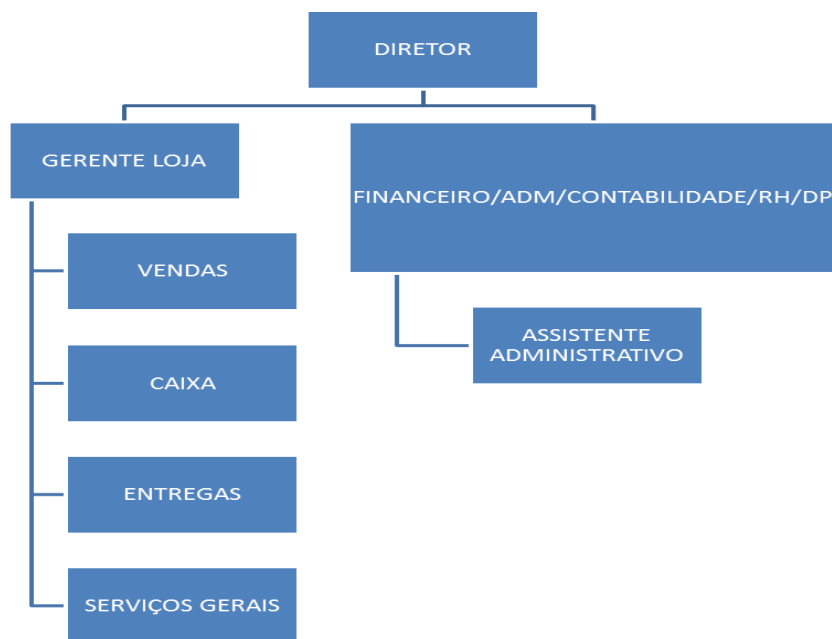 DIRETOR
GERENTE LOJA
FINANCEIRO/ADM/CONTABILIDADE/RH/DP
VENDAS
CAIXA
ENTREGAS
SERVIÇOS GERAIS
ASSISTENTE
ADMINISTRATIVO